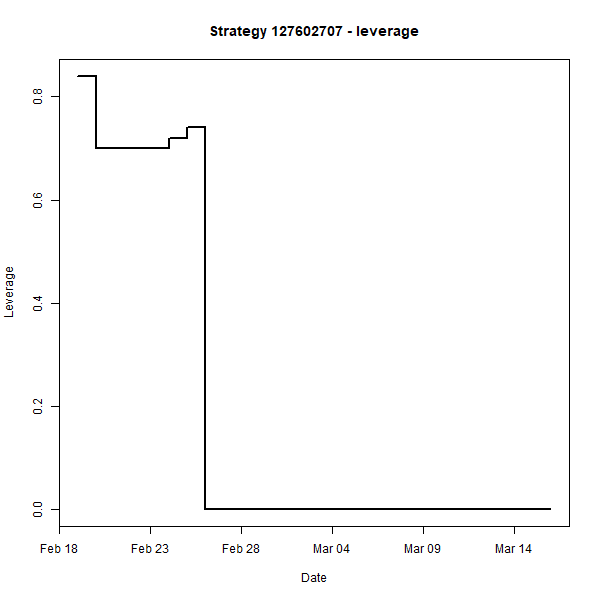 Strategy 127602707 - leverage
Leverage
0.8
0.6
0.4
0.2
0.0
Feb 18 Feb 23 Feb 28 Mar 04 Mar 09 Mar 14
Date